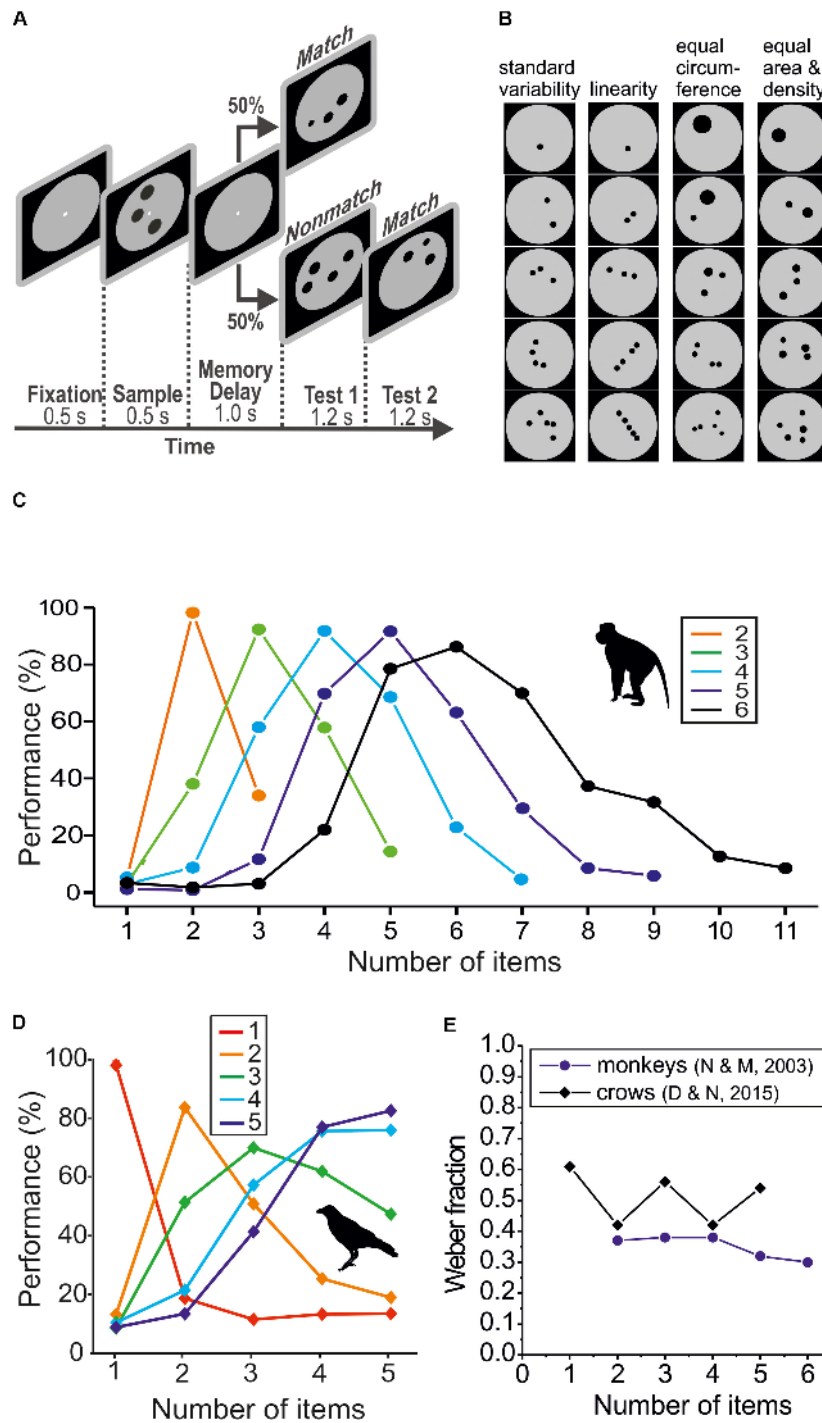 A
Match
50%
Nonmatch
Match
50%
Fixation
0.5 s
Sample
0.5 s
Memory
Delay
1.0 s
Test 1
1.2 s
Test 2
1.2 s
Time
B
standard
variability
linearity
equal
circum-
ference
equal
area &
density
C
100
80
60
40
20
0
Performance (%)
2
3
4
5
6
1 2 3 4 5 6 7 8 9 10 11
Number of items
D
100
80
60
40
20
0
Performance (%)
1
2
3
4
5
1 2 3 4 5
Number of items
E
1.0
0.9
0.8
0.7
0.6
0.5
0.4
0.3
0.2
0.1
0.0
Weber fraction
monkeys (N & M, 2003)
crows (D & N, 2015)
0 1 2 3 4 5 6
Number of items